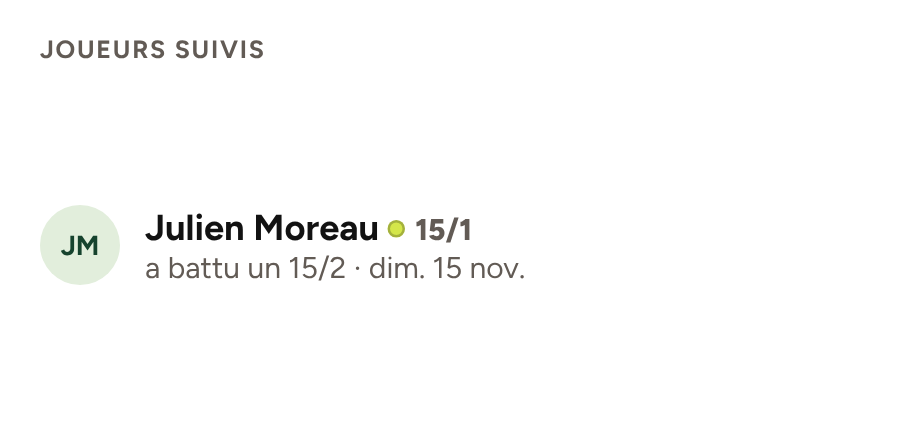 JOUEURS SUIVIS
JM
Julien Moreau 15/1
a battu un 15/2 · dim. 15 nov.